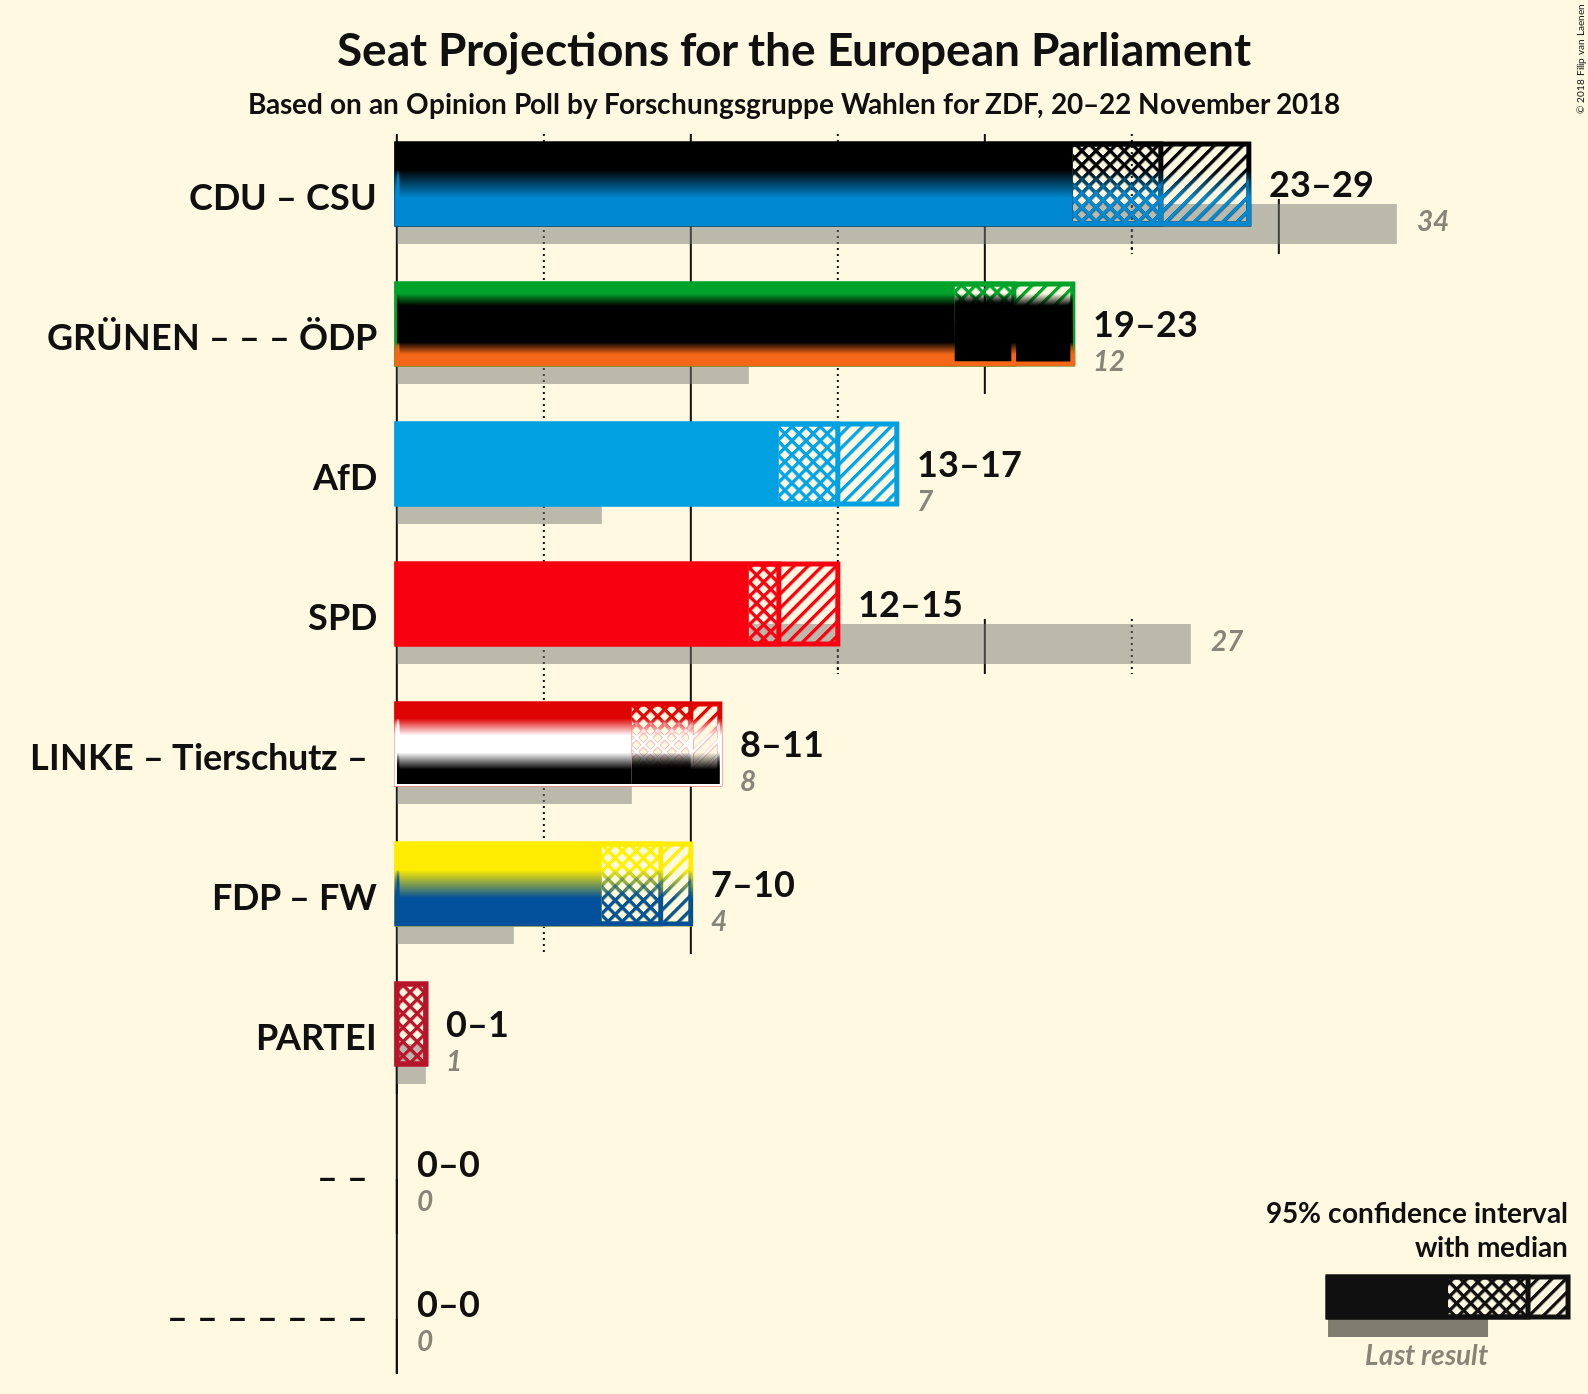 Seat Projections for the European Parliament
Based on an Opinion Poll by Forschungsgruppe Wahlen for ZDF, 20–22 November 2018
© 2018 Filip van Laenen
CDU – CSU
23–29
34
GRÜNEN – – – ÖDP
19–23
12
AfD
13–17
7
SPD
12–15
27
LINKE – Tierschutz –
8–11
8
FDP – FW
7–10
4
PARTEI
0–1
1
– –
0–0
0
– – – – – – –
0–0
0
95% confidence interval
with median
Last result